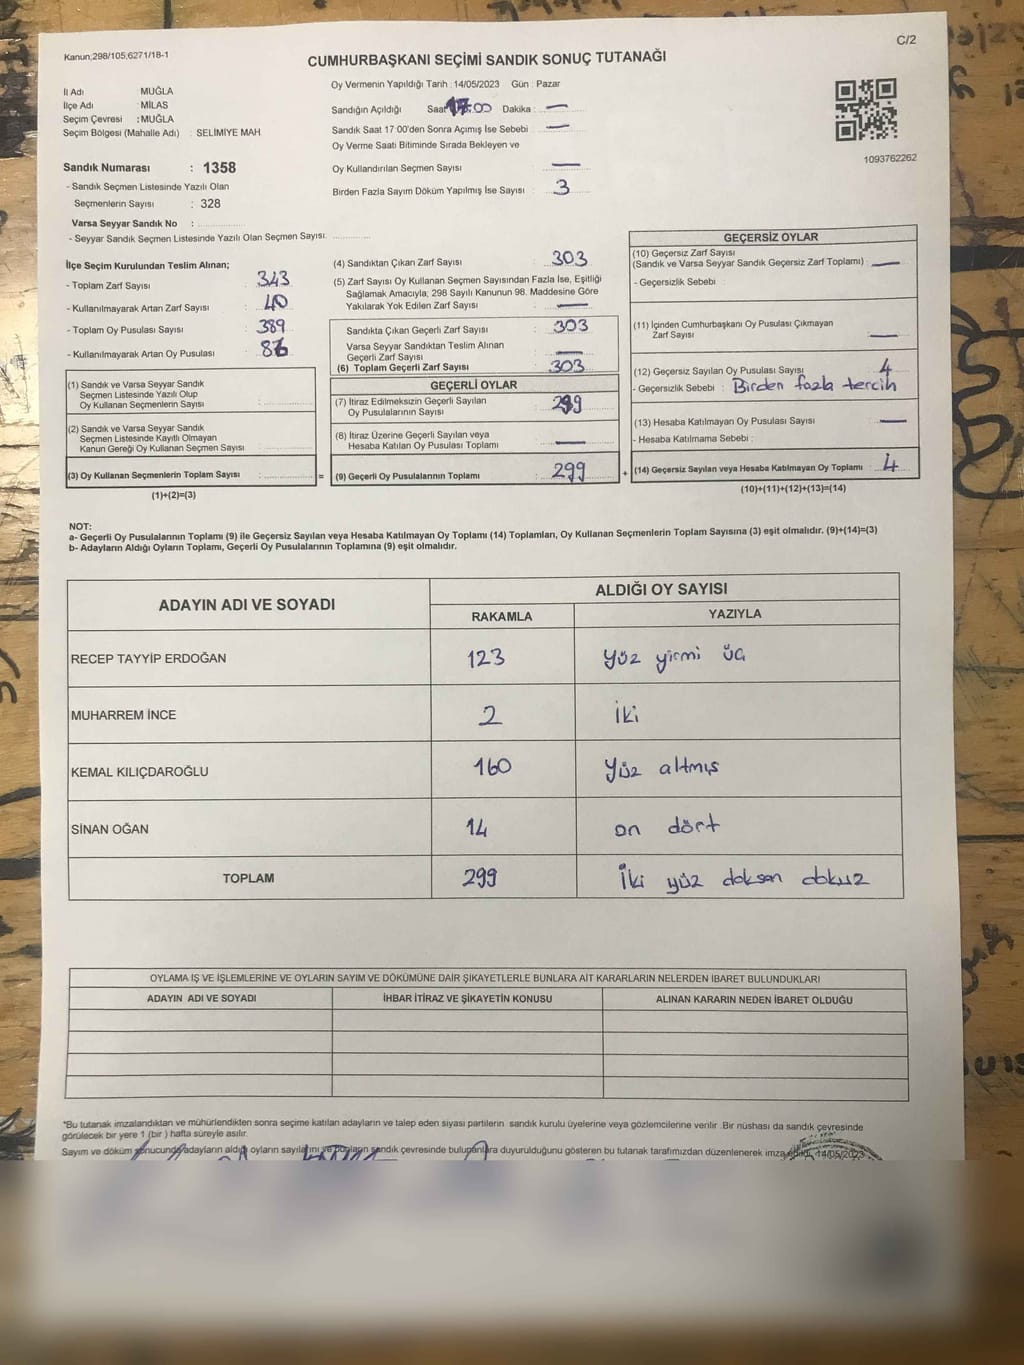 Kanun;298/105;6271/18-1
C/2
CUMHURBAŞKANI SEÇİMİ SANDIK SONUÇ TUTANAĞI
İl Adı MUĞLA
İlçe Adı : MİLAS
Seçim Çevresi : MUĞLA
Seçim Bölgesi (Mahalle Adı) : SELİMİYE MAH
Sandık Numarası : 1358
- Sandık Seçmen Listesinde Yazılı Olan
Seçmenlerin Sayısı : 328
Varsa Seyyar Sandık No :
- Seyyar Sandık Seçmen Listesinde Yazılı Olan Seçmen Sayısı:
Oy Vermenin Yapıldığı Tarih : 14/05/2023 Gün : Pazar
Sandığın Açıldığı Saat 17:00 Dakika : —
Sandık Saat 17:00'den Sonra Açımış İse Sebebi : —
Oy Verme Saati Bitiminde Sırada Bekleyen ve
Oy Kullandırılan Seçmen Sayısı : —
Birden Fazla Sayım Döküm Yapılmış İse Sayısı : 3
1093762262
İlçe Seçim Kurulundan Teslim Alınan;
- Toplam Zarf Sayısı : 343
- Kullanılmayarak Artan Zarf Sayısı : 40
- Toplam Oy Pusulası Sayısı : 389
- Kullanılmayarak Artan Oy Pusulası : 86
(1) Sandık ve Varsa Seyyar Sandık
Seçmen Listesinde Yazılı Olup
Oy Kullanan Seçmenlerin Sayısı :
(2) Sandık ve Varsa Seyyar Sandık
Seçmen Listesinde Kayıtlı Olmayan
Kanun Gereği Oy Kullanan Seçmen Sayısı :
(3) Oy Kullanan Seçmenlerin Toplam Sayısı : =
(1)+(2)=(3)
(4) Sandıktan Çıkan Zarf Sayısı : 303
(5) Zarf Sayısı Oy Kullanan Seçmen Sayısından Fazla İse, Eşitliği
Sağlamak Amacıyla; 298 Sayılı Kanunun 98. Maddesine Göre
Yakılarak Yok Edilen Zarf Sayısı : —
Sandıkta Çıkan Geçerli Zarf Sayısı : 303
Varsa Seyyar Sandıktan Teslim Alınan
Geçerli Zarf Sayısı : —
(6) Toplam Geçerli Zarf Sayısı : 303
GEÇERLİ OYLAR
(7) İtiraz Edilmeksizin Geçerli Sayılan
Oy Pusulalarının Sayısı : 299
(8) İtiraz Üzerine Geçerli Sayılan veya
Hesaba Katılan Oy Pusulası Toplamı : —
(9) Geçerli Oy Pusulalarının Toplamı : 299 +
GEÇERSİZ OYLAR
(10) Geçersiz Zarf Sayısı
(Sandık ve Varsa Seyyar Sandık Geçersiz Zarf Toplamı) : —
- Geçersizlik Sebebi :
(11) İçinden Cumhurbaşkanı Oy Pusulası Çıkmayan
Zarf Sayısı : —
(12) Geçersiz Sayılan Oy Pusulası Sayısı : 4
- Geçersizlik Sebebi : Birden fazla tercih
(13) Hesaba Katılmayan Oy Pusulası Sayısı : —
- Hesaba Katılmama Sebebi :
(14) Geçersiz Sayılan veya Hesaba Katılmayan Oy Toplamı : 4
(10)+(11)+(12)+(13)=(14)
NOT:
a- Geçerli Oy Pusulalarının Toplamı (9) ile Geçersiz Sayılan veya Hesaba Katılmayan Oy Toplamı (14) Toplamları, Oy Kullanan Seçmenlerin Toplam Sayısına (3) eşit olmalıdır. (9)+(14)=(3)
b- Adayların Aldığı Oyların Toplamı, Geçerli Oy Pusulalarının Toplamına (9) eşit olmalıdır.
ADAYIN ADI VE SOYADI ALDIĞI OY SAYISI
RAKAMLA YAZIYLA
RECEP TAYYİP ERDOĞAN 123 Yüz yirmi üç
MUHARREM İNCE 2 İki
KEMAL KILIÇDAROĞLU 160 Yüz altmış
SİNAN OĞAN 14 on dört
TOPLAM 299 İki yüz doksan dokuz
OYLAMA İŞ VE İŞLEMLERİNE VE OYLARIN SAYIM VE DÖKÜMÜNE DAİR ŞİKAYETLERLE BUNLARA AİT KARARLARIN NELERDEN İBARET BULUNDUKLARI
ADAYIN ADI VE SOYADI İHBAR İTİRAZ VE ŞİKAYETİN KONUSU ALINAN KARARIN NEDEN İBARET OLDUĞU
"Bu tutanak imzalandıktan ve mühürlendikten sonra seçime katılan adayların ve talep eden siyasi partilerin sandık kurulu üyelerine veya gözlemcilerine verilir .Bir nüshası da sandık çevresinde
görülecek bir yere 1 (bir ) hafta süreyle asılır.
Sayım ve döküm sonucunda adayların aldığı oyların sayılarını ve bunların sandık çevresinde bulunanlara duyurulduğunu gösteren bu tutanak tarafımızdan düzenlenerek imza edildi. 14/05/2023